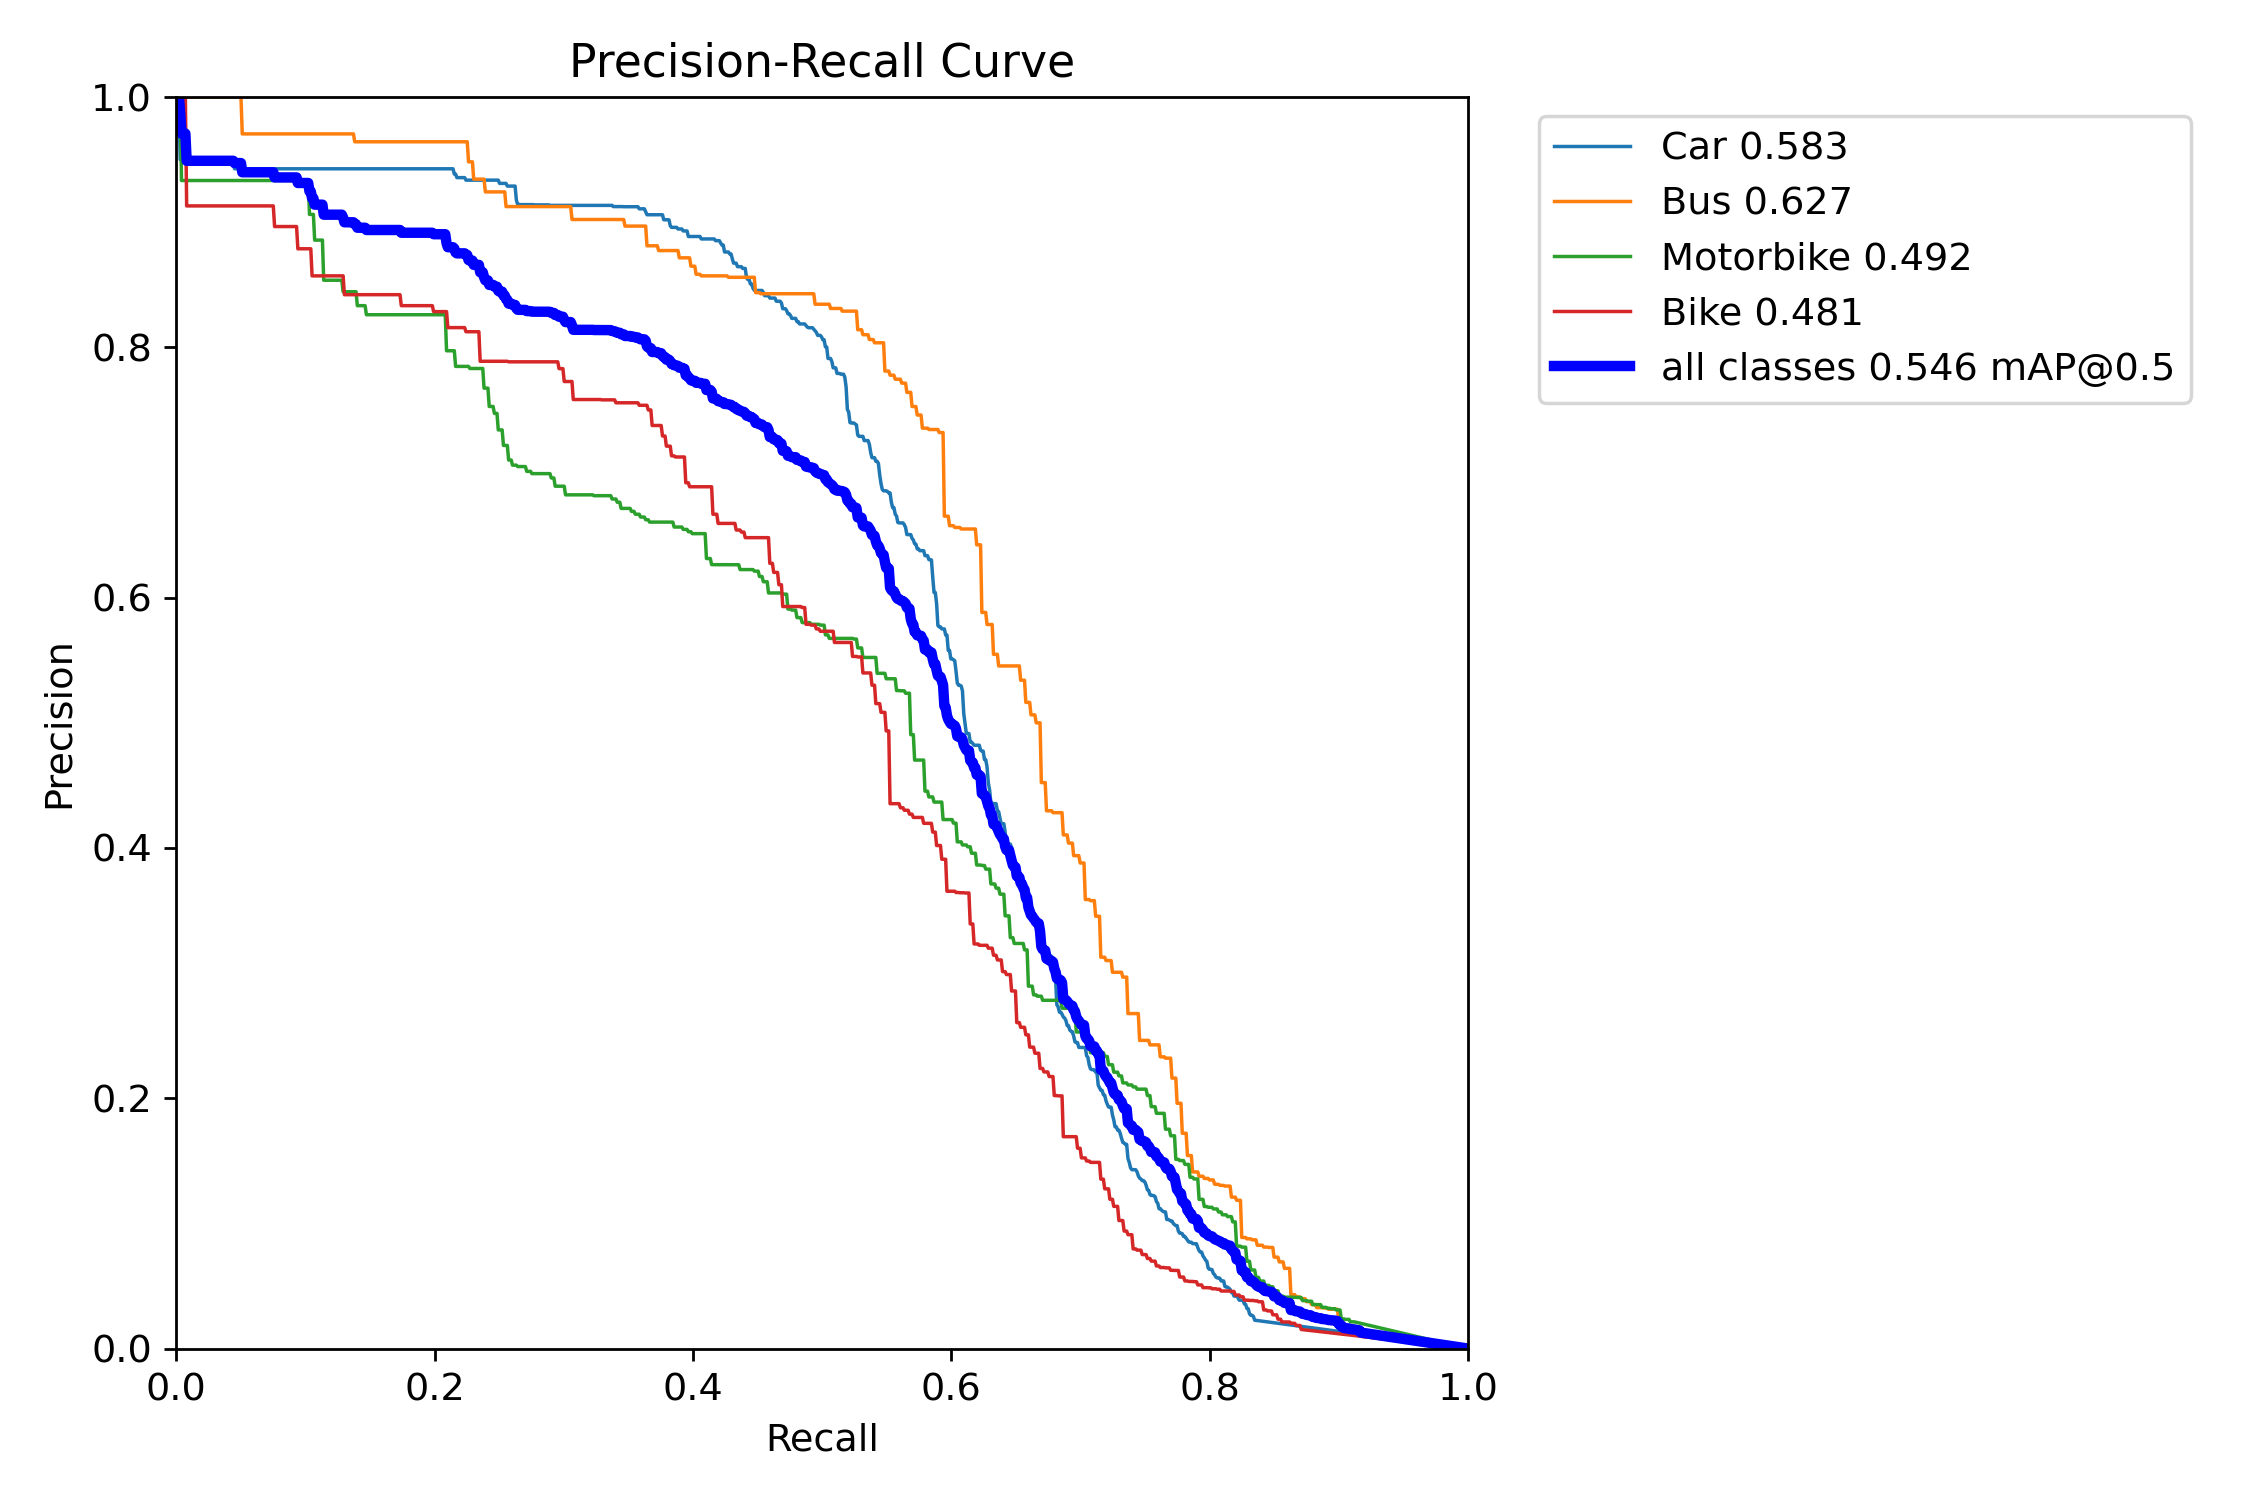 Precision-Recall Curve
1.0
0.8
0.6
0.4
0.2
0.0
Precision
0.0 0.2 0.4 0.6 0.8 1.0
Recall
Car 0.583
Bus 0.627
Motorbike 0.492
Bike 0.481
all classes 0.546 mAP@0.5